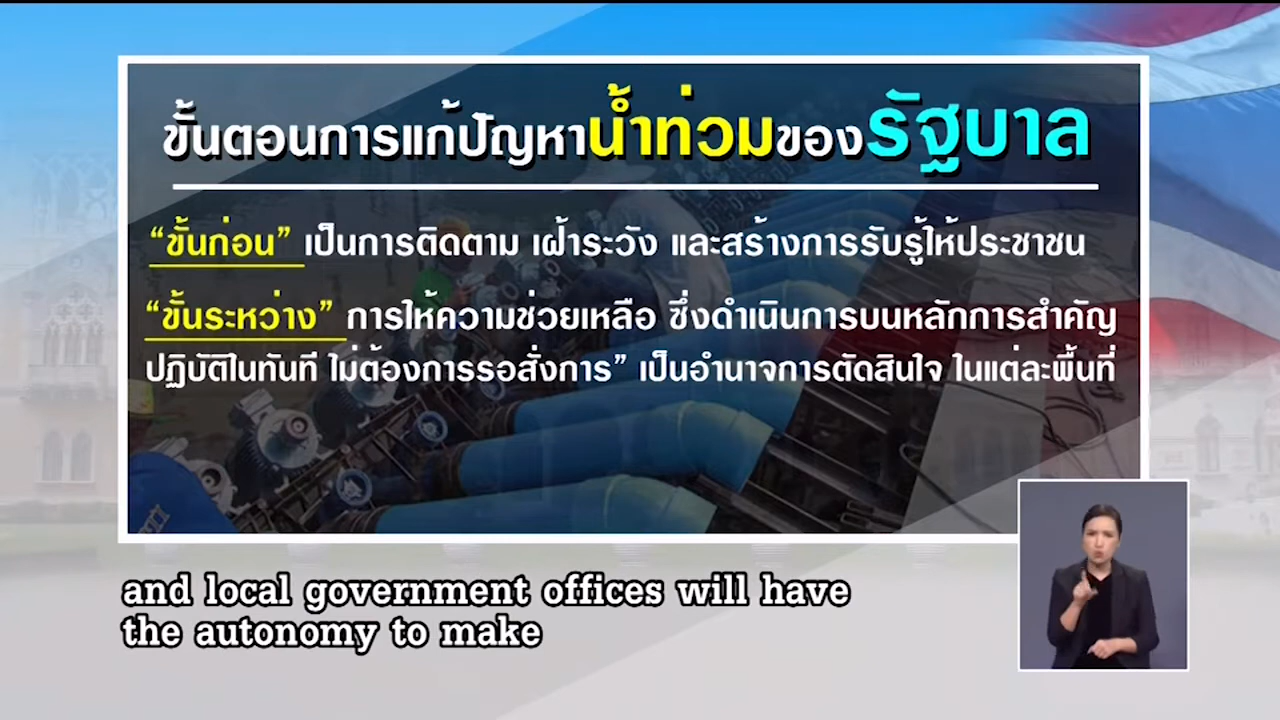 ขั้นตอนการแก้ปัญหาน้ำท่วมของรัฐบาล
“ขั้นก่อน” เป็นการติดตาม เฝ้าระวัง และสร้างการรับรู้ให้ประชาชน
“ขั้นระหว่าง” การให้ความช่วยเหลือ ซึ่งดำเนินการบนหลักการสำคัญ
ปฏิบัติในทันที ไม่ต้องการรอสั่งการ” เป็นอำนาจการตัดสินใจ ในแต่ละพื้นที่
and local government offices will have
the autonomy to make